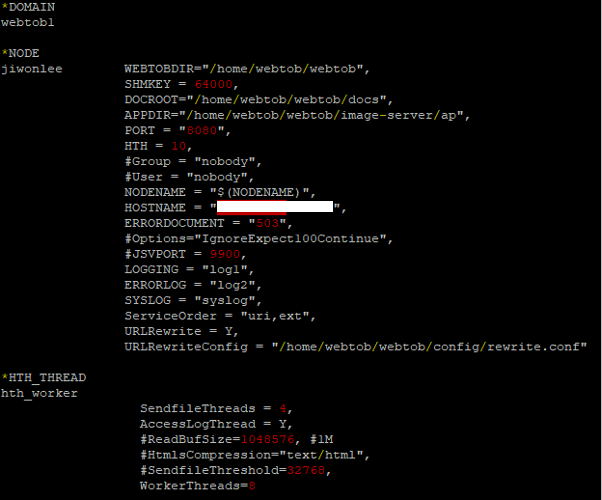 *DOMAIN
webtob1
*NODE
jiwonlee WEBTOBDIR="/home/webtob/webtob",
SHMKEY = 64000,
DOCROOT="/home/webtob/webtob/docs",
APPDIR="/home/webtob/webtob/image-server/ap",
PORT = "8080",
HTH = 10,
#Group = "nobody",
#User = "nobody",
NODENAME = "$(NODENAME)",
HOSTNAME = "",
ERRORDOCUMENT = "503",
#Options="IgnoreExpect100Continue",
#JSVPORT = 9900,
LOGGING = "log1",
ERRORLOG = "log2",
SYSLOG = "syslog",
ServiceOrder = "uri,ext",
URLRewrite = Y,
URLRewriteConfig = "/home/webtob/webtob/config/rewrite.conf"
*HTH_THREAD
hth_worker
SendfileThreads = 4,
AccessLogThread = Y,
#ReadBufSize=1048576, #1M
#HtmlsCompression="text/html",
#SendfileThreshold=32768,
WorkerThreads=8